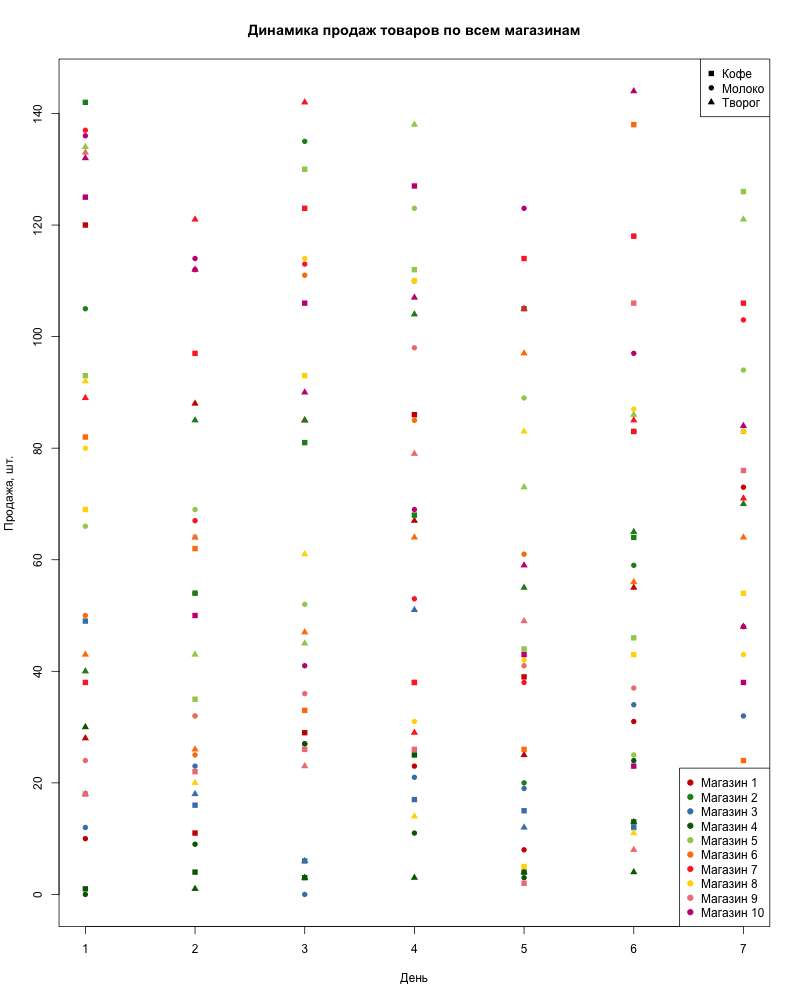 Динамика продаж товаров по всем магазинам
Кофе
Молоко
Творог
Продажа, шт.
140
120
100
80
60
40
20
0
Магазин 1
Магазин 2
Магазин 3
Магазин 4
Магазин 5
Магазин 6
Магазин 7
Магазин 8
Магазин 9
Магазин 10
1 2 3 4 5 6 7
День